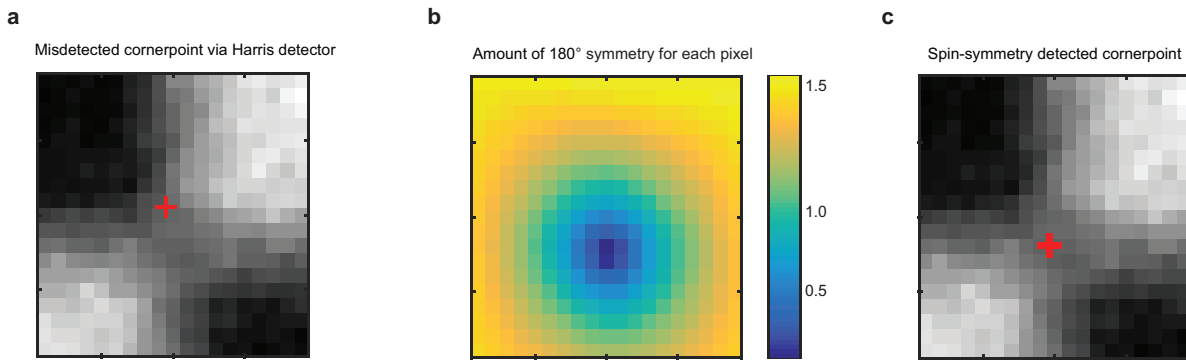 a
Misdetected cornerpoint via Harris detector
b
Amount of 180° symmetry for each pixel
1.5
1.0
0.5
c
Spin-symmetry detected cornerpoint